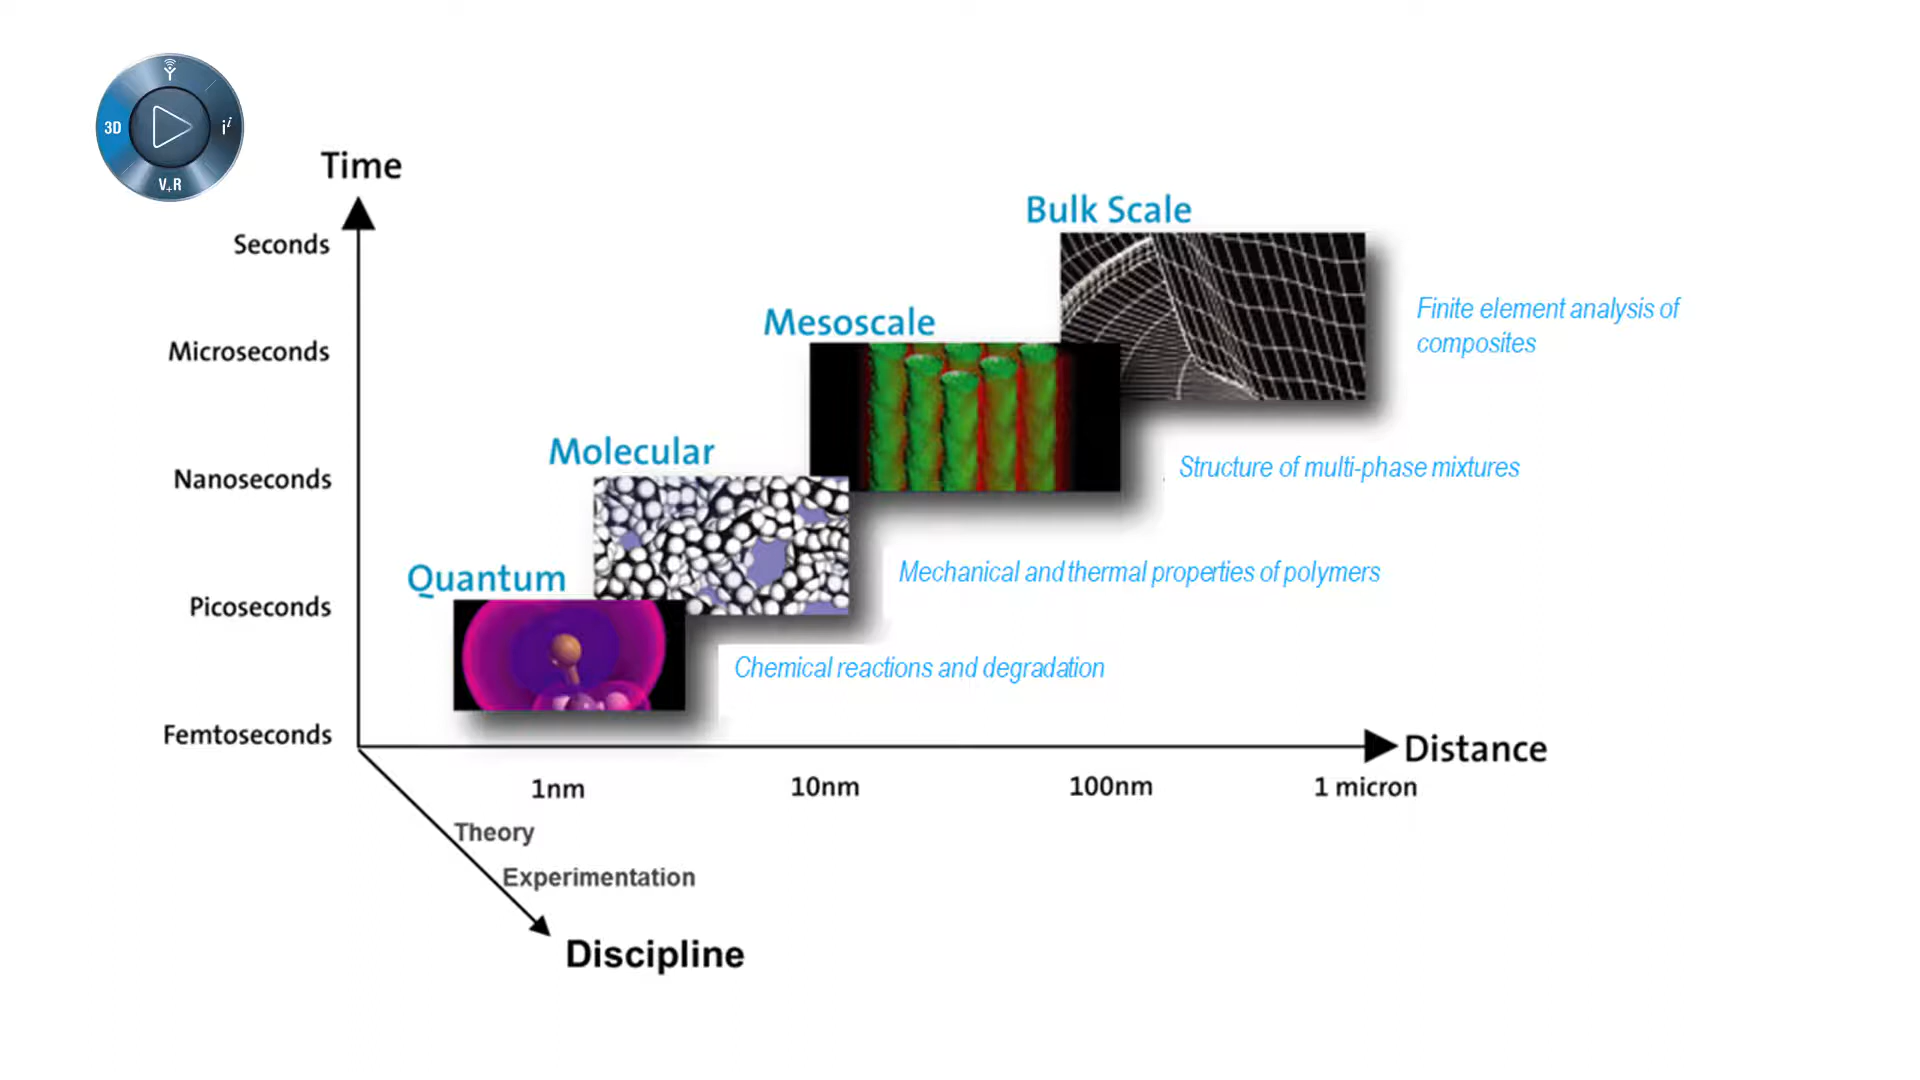 3D
V+R
i i
Time
Seconds
Microseconds
Nanoseconds
Picoseconds
Femtoseconds
Bulk Scale
Finite element analysis of
composites
Mesoscale
Structure of multi-phase mixtures
Molecular
Mechanical and thermal properties of polymers
Quantum
Chemical reactions and degradation
Distance
1nm
10nm
100nm
1 micron
Theory
Experimentation
Discipline